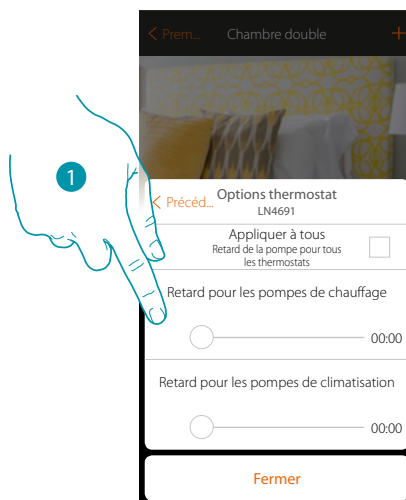 Prem... Chambre double +
1
Précéd... Options thermostat
LN4691
Appliquer à tous
Retard de la pompe pour tous
les thermostats
Retard pour les pompes de chauffage
00:00
Retard pour les pompes de climatisation
00:00
Fermer